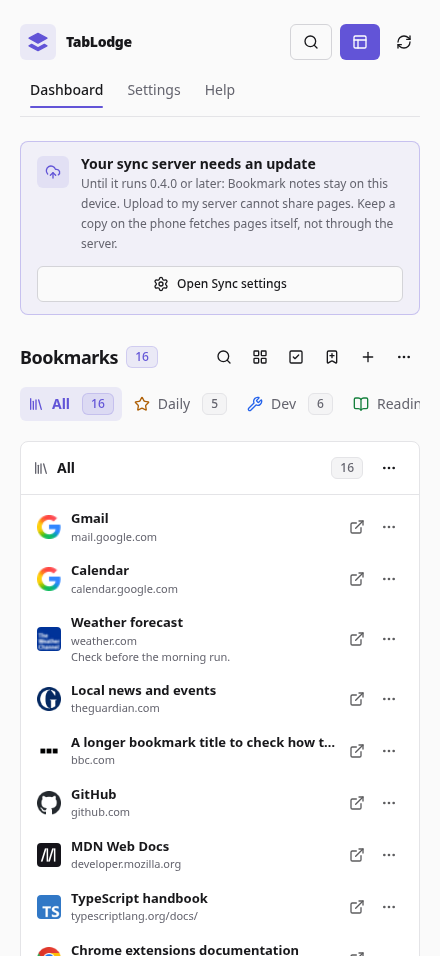 TabLodge
Dashboard Settings Help
Your sync server needs an update
Until it runs 0.4.0 or later: Bookmark notes stay on this
device. Upload to my server cannot share pages. Keep a
copy on the phone fetches pages itself, not through the
server.
Open Sync settings
Bookmarks 16
All 16 Daily 5 Dev 6 Readin
All 16
Gmail
mail.google.com
Calendar
calendar.google.com
The Weather Channel
Weather forecast
weather.com
Check before the morning run.
Local news and events
theguardian.com
A longer bookmark title to check how t...
bbc.com
GitHub
github.com
MDN Web Docs
developer.mozilla.org
TS
TypeScript handbook
typescriptlang.org/docs/
Chrome extensions documentation